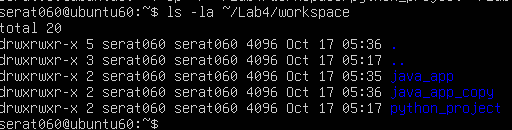 serat060@ubuntu60:~$ ls -la ~/Lab4/workspace
total 20
drwxrwxr-x 5 serat060 serat060 4096 Oct 17 05:36 .
drwxrwxr-x 3 serat060 serat060 4096 Oct 17 05:17 ..
drwxrwxr-x 2 serat060 serat060 4096 Oct 17 05:35 java_app
drwxrwxr-x 2 serat060 serat060 4096 Oct 17 05:36 java_app_copy
drwxrwxr-x 2 serat060 serat060 4096 Oct 17 05:17 python_project
serat060@ubuntu60:~$